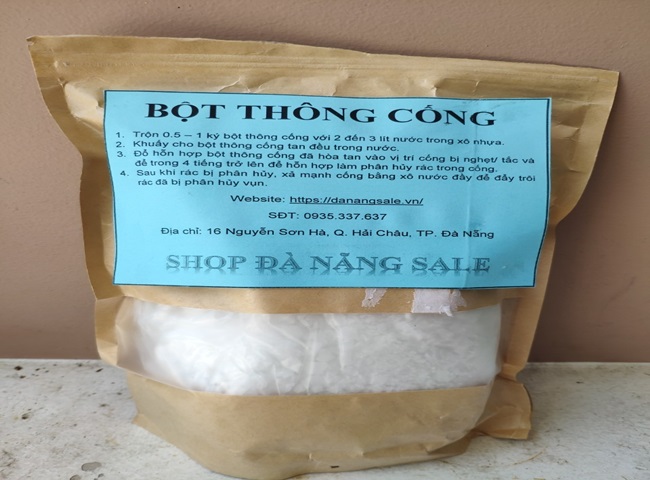 BỘT THÔNG CỐNG
1. Trộn 0.5 – 1 ký bột thông cống với 2 đến 3 lít nước trong xô nhựa.
2. Khuấy cho bột thông cống tan đều trong nước.
3. Đổ hỗn hợp bột thông cống đã hòa tan vào vị trí cống bị nghẹt/ tắc và
để trong 4 tiếng trở lên để hỗn hợp làm phân hủy rác trong cống.
4. Sau khi rác bị phân hủy, xả mạnh cống bằng xô nước đầy để đẩy trôi
rác đã bị phân hủy vụn.
Website: https://danangsale.vn/
SĐT: 0935.337.637
Địa chỉ: 16 Nguyễn Sơn Hà, Q. Hải Châu, TP. Đà Nẵng
SHOP ĐÀ NẴNG SALE